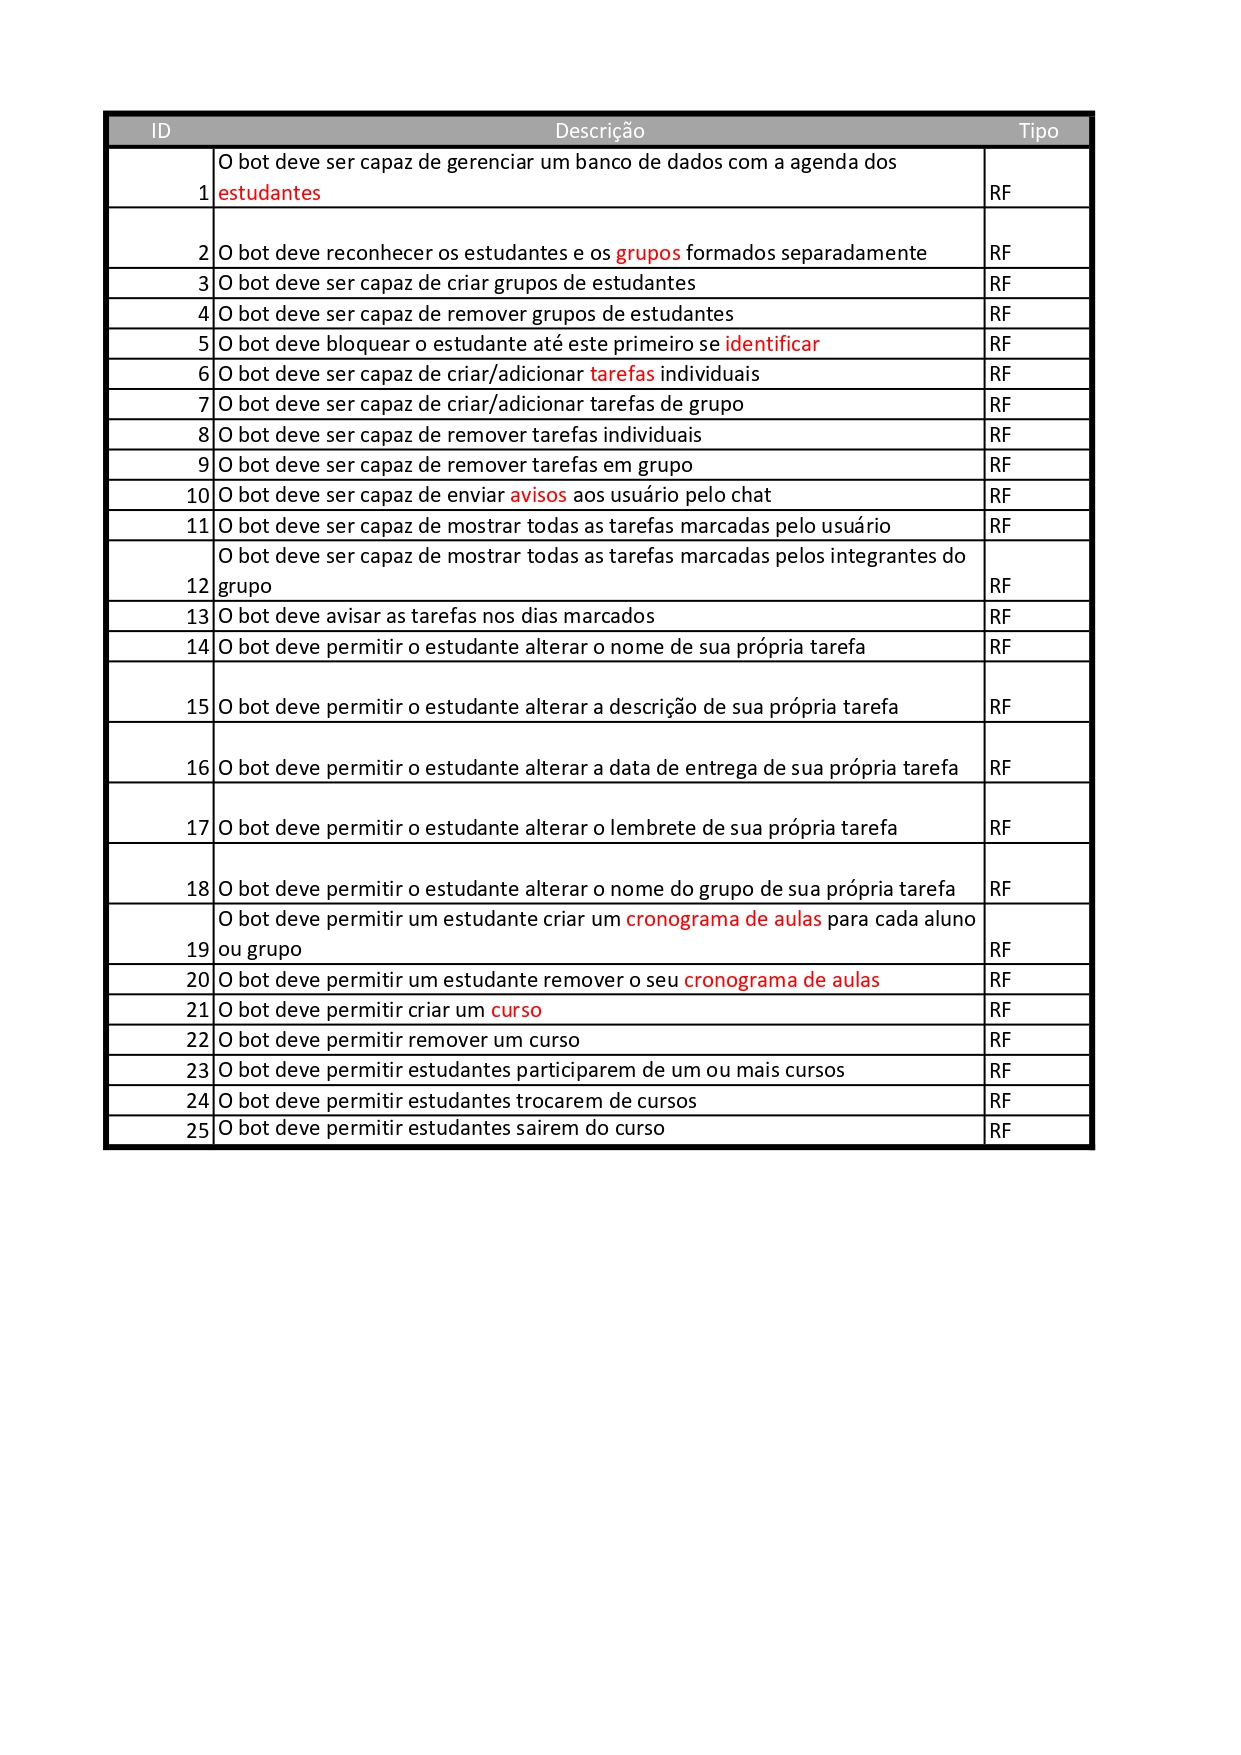 ID Descrição Tipo
O bot deve ser capaz de gerenciar um banco de dados com a agenda dos
1 estudantes RF
2 O bot deve reconhecer os estudantes e os grupos formados separadamente RF
3 O bot deve ser capaz de criar grupos de estudantes RF
4 O bot deve ser capaz de remover grupos de estudantes RF
5 O bot deve bloquear o estudante até este primeiro se identificar RF
6 O bot deve ser capaz de criar/adicionar tarefas individuais RF
7 O bot deve ser capaz de criar/adicionar tarefas de grupo RF
8 O bot deve ser capaz de remover tarefas individuais RF
9 O bot deve ser capaz de remover tarefas em grupo RF
10 O bot deve ser capaz de enviar avisos aos usuário pelo chat RF
11 O bot deve ser capaz de mostrar todas as tarefas marcadas pelo usuário RF
O bot deve ser capaz de mostrar todas as tarefas marcadas pelos integrantes do
12 grupo RF
13 O bot deve avisar as tarefas nos dias marcados RF
14 O bot deve permitir o estudante alterar o nome de sua própria tarefa RF
15 O bot deve permitir o estudante alterar a descrição de sua própria tarefa RF
16 O bot deve permitir o estudante alterar a data de entrega de sua própria tarefa RF
17 O bot deve permitir o estudante alterar o lembrete de sua própria tarefa RF
18 O bot deve permitir o estudante alterar o nome do grupo de sua própria tarefa RF
O bot deve permitir um estudante criar um cronograma de aulas para cada aluno
19 ou grupo RF
20 O bot deve permitir um estudante remover o seu cronograma de aulas RF
21 O bot deve permitir criar um curso RF
22 O bot deve permitir remover um curso RF
23 O bot deve permitir estudantes participarem de um ou mais cursos RF
24 O bot deve permitir estudantes trocarem de cursos RF
25 O bot deve permitir estudantes sairem do curso RF